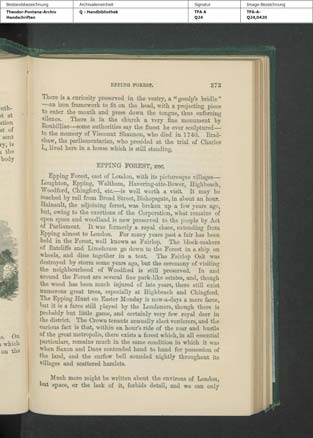 Bestandsbezeichnung Archivaleneinheit Signatur Image-Bezeichnung
Theodor-Fontane-Archiv Q - Handbibliothek TFA A TFA-A-
Handschriften Q24 Q24,0420
EPPING FOREST. 373
There is a curiosity preserved in the vestry, a "gossip's bridle"
—an iron framework to fit on the head, with a projecting piece
to enter the mouth and press down the tongue, thus enforcing
silence. There is in the church a very fine monument by
Roubilliac—some authorities say the finest he ever sculptured—
to the memory of Viscount Shannon, who died in 1740. Brad-
shaw, the parliamentarian, who presided at the trial of Charles
I., lived here in a house which is still standing.
EPPING FOREST, ETC.
Epping Forest, east of London, with its picturesque villages—
Loughton, Epping, Waltham, Havering-atte-Bower, Highbeach,
Woodford, Chingford, etc.—is well worth a visit. It may be
reached by rail from Broad Street, Bishopsgate, in about an hour.
Hainault, the adjoining forest, was broken up a few years ago,
but, owing to the exertions of the Corporation, what remains of
open space and woodland is now preserved to the people by Act
of Parliament. It was formerly a royal chase, extending from
Epping almost to London. For many years past a fair has been
held in the Forest, well known as Fairlop. The block-makers
of Ratcliffe and Limehouse go down to the Forest in a ship on
wheels, and dine together in a tent. The Fairlop Oak was
destroyed by storm some years ago, but the ceremony of visiting
the neighbourhood of Woodford is still preserved. In and
around the Forest are several fine park-like estates, and, though
the wood has been much injured of late years, there still exist
numerous great trees, especially at Highbeach and Chingford.
The Epping Hunt on Easter Monday is now-a-days a mere farce,
but it is a farce still played by the Londoners, though there is
probably but little game, and certainly very few royal deer in
the district. The Crown tenants annually elect verderers, and the
curious fact is that, within an hour's ride of the roar and bustle
of the great metropolis, there exists a forest which, in all essential
particulars, remains much in the same condition in which it was
when Saxon and Dane contended hand to hand for possession of
the land, and the curfew bell sounded nightly throughout its
villages and scattered hamlets.
Much more might be written about the environs of London,
but space, or the lack of it, forbids detail, and we can only